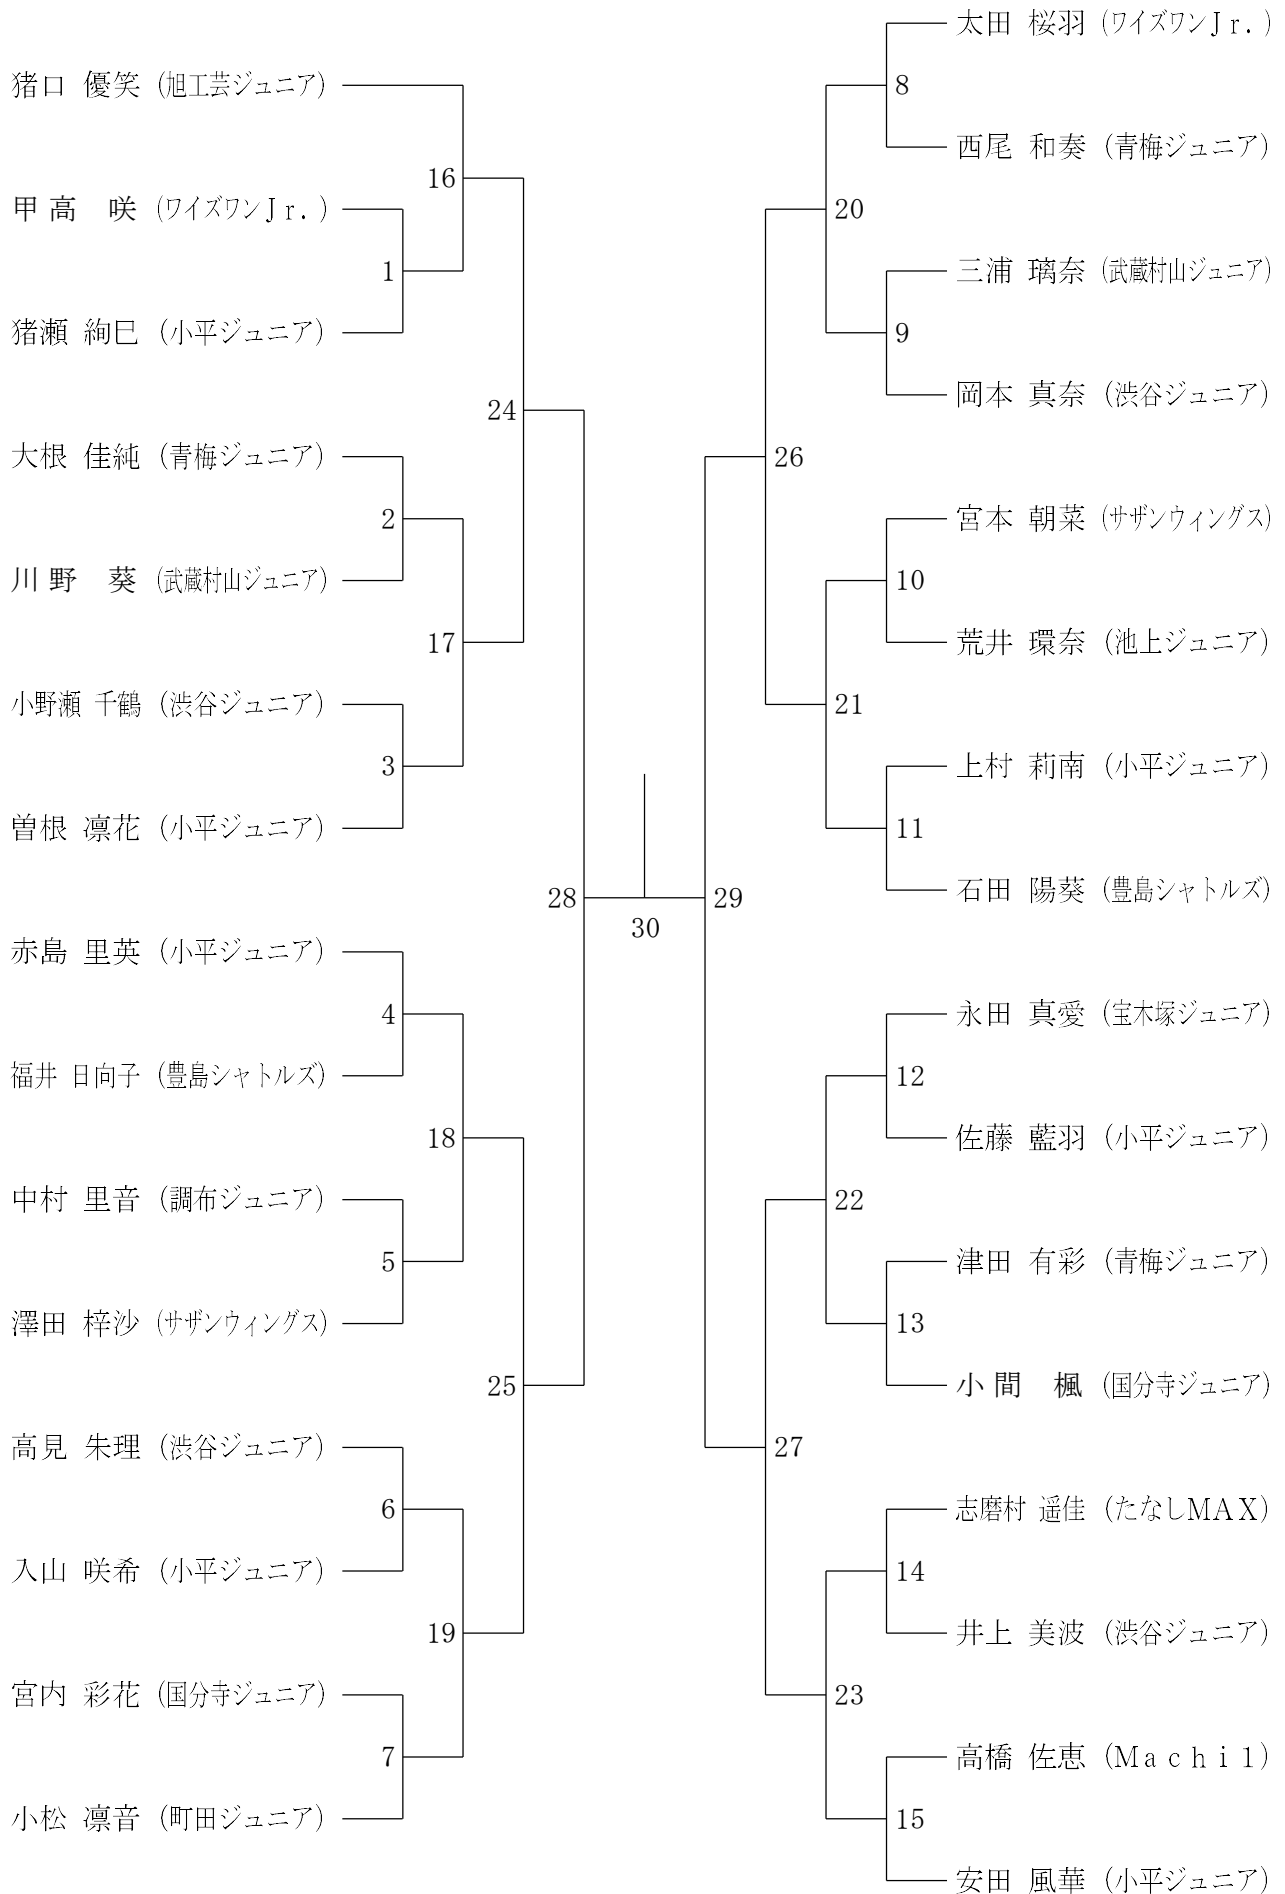 猪口 優笑 (旭工芸ジュニア)
16
甲高 咲 (ワイズワンJr.)
1
猪瀬 絢巳 (小平ジュニア)
24
大根 佳純 (青梅ジュニア)
2
川野 葵 (武蔵村山ジュニア)
17
小野瀬 千鶴 (渋谷ジュニア)
3
曽根 凛花 (小平ジュニア)
28
赤島 里英 (小平ジュニア)
4
福井 日向子 (豊島シャトルズ)
18
中村 里音 (調布ジュニア)
5
澤田 梓沙 (サザンウィングス)
25
高見 朱理 (渋谷ジュニア)
6
入山 咲希 (小平ジュニア)
19
宮内 彩花 (国分寺ジュニア)
7
小松 凛音 (町田ジュニア)
30
太田 桜羽 (ワイズワンJr.)
8
西尾 和奏 (青梅ジュニア)
20
三浦 璃奈 (武蔵村山ジュニア)
9
岡本 真奈 (渋谷ジュニア)
26
宮本 朝菜 (サザンウィングス)
10
荒井 環奈 (池上ジュニア)
21
上村 莉南 (小平ジュニア)
11
石田 陽葵 (豊島シャトルズ)
29
永田 真愛 (宝木塚ジュニア)
12
佐藤 藍羽 (小平ジュニア)
22
津田 有彩 (青梅ジュニア)
13
小間 楓 (国分寺ジュニア)
27
志磨村 遥佳 (たなしMAX)
14
井上 美波 (渋谷ジュニア)
23
高橋 佐恵 (Machi1)
15
安田 風華 (小平ジュニア)